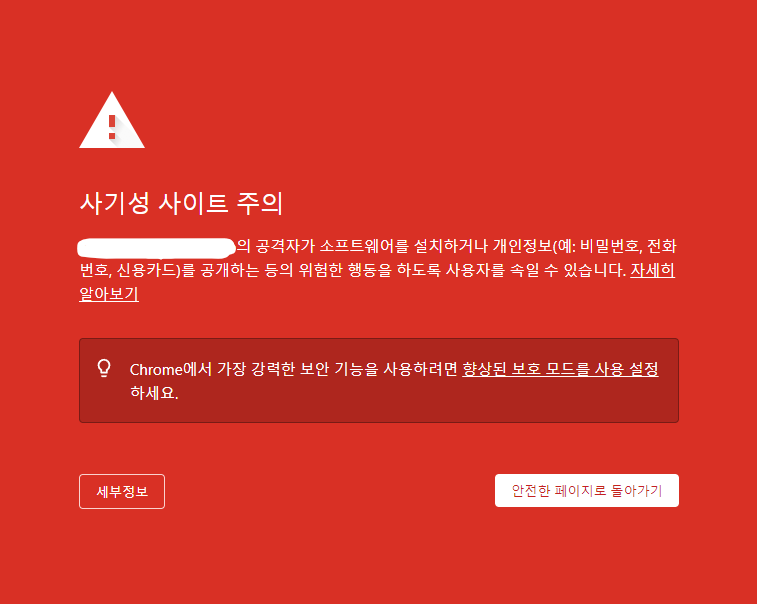 사기성 사이트 주의
의 공격자가 소프트웨어를 설치하거나 개인정보(예: 비밀번호, 전화
번호, 신용카드)를 공개하는 등의 위험한 행동을 하도록 사용자를 속일 수 있습니다. 자세히
알아보기
Chrome에서 가장 강력한 보안 기능을 사용하려면 향상된 보호 모드를 사용 설정
하세요.
세부정보
안전한 페이지로 돌아가기